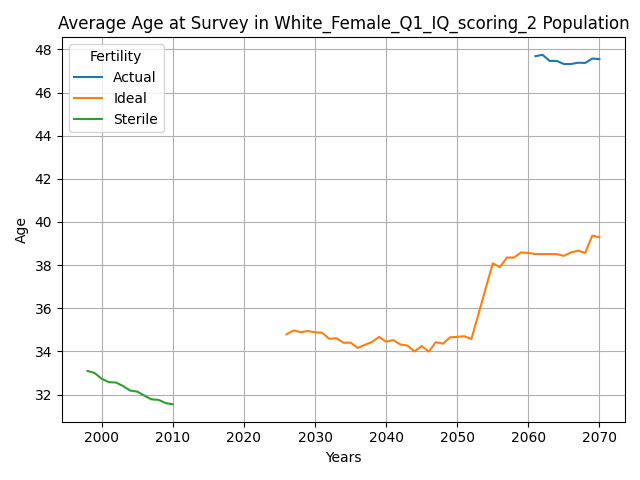 Average Age at Survey in White_Female_Q1_IQ_scoring_2 Population
Fertility
Actual
Ideal
Sterile
Age
48
46
44
42
40
38
36
34
32
2000 2010 2020 2030 2040 2050 2060 2070
Years